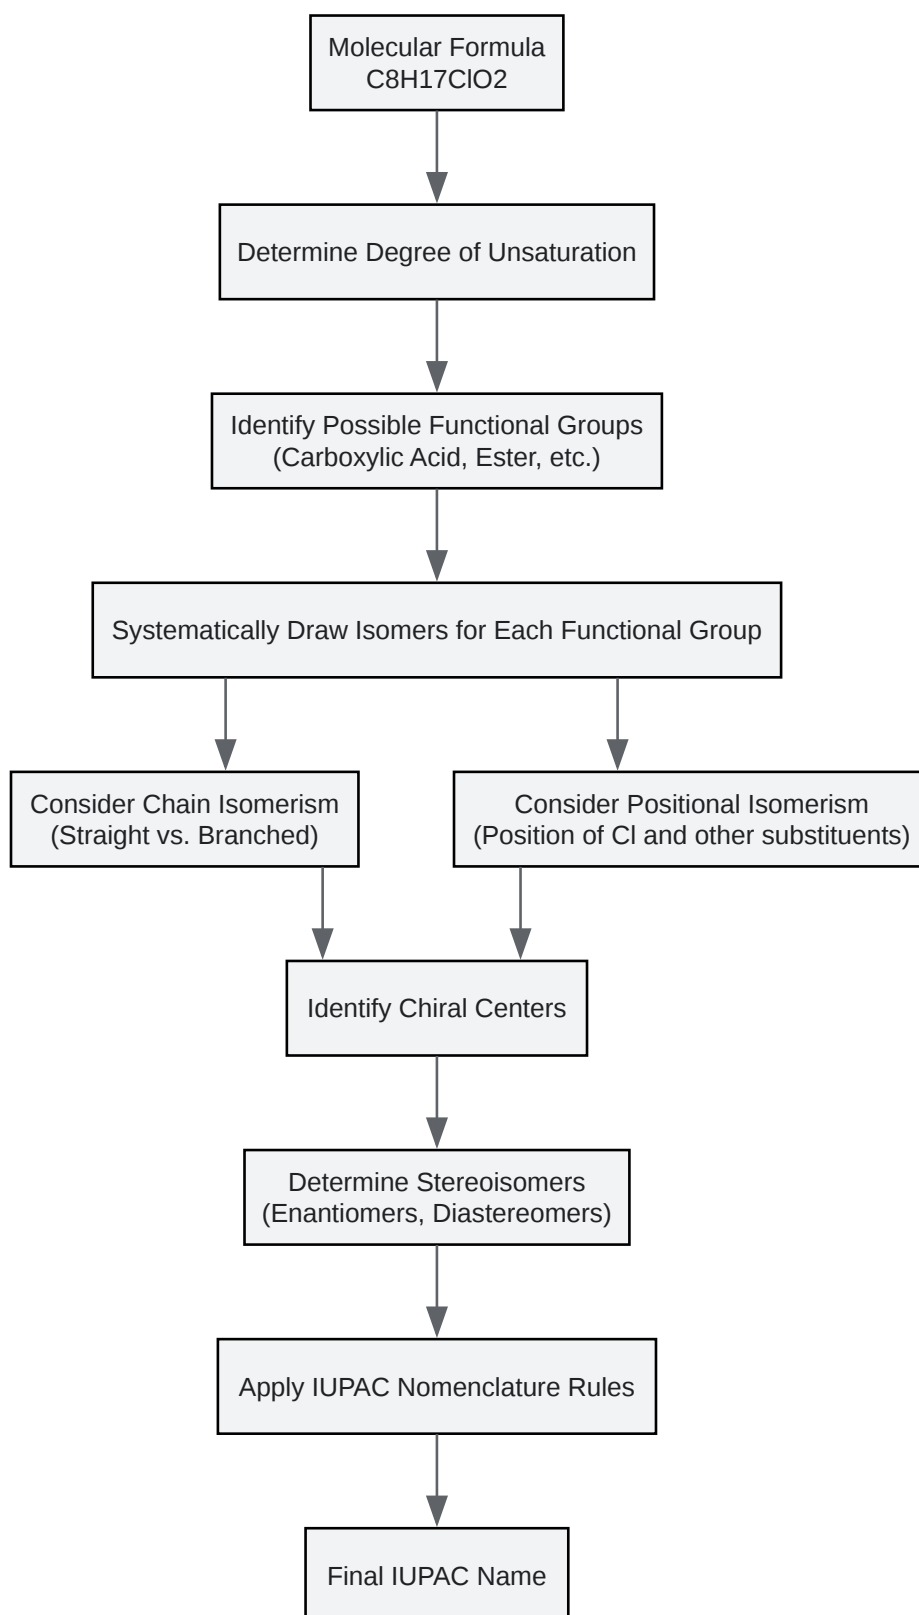 Molecular Formula
C8H17ClO2
Determine Degree of Unsaturation
Identify Possible Functional Groups
(Carboxylic Acid, Ester, etc.)
Systematically Draw Isomers for Each Functional Group
Consider Chain Isomerism
(Straight vs. Branched)
Consider Positional Isomerism
(Position of Cl and other substituents)
Identify Chiral Centers
Determine Stereoisomers
(Enantiomers, Diastereomers)
Apply IUPAC Nomenclature Rules
Final IUPAC Name